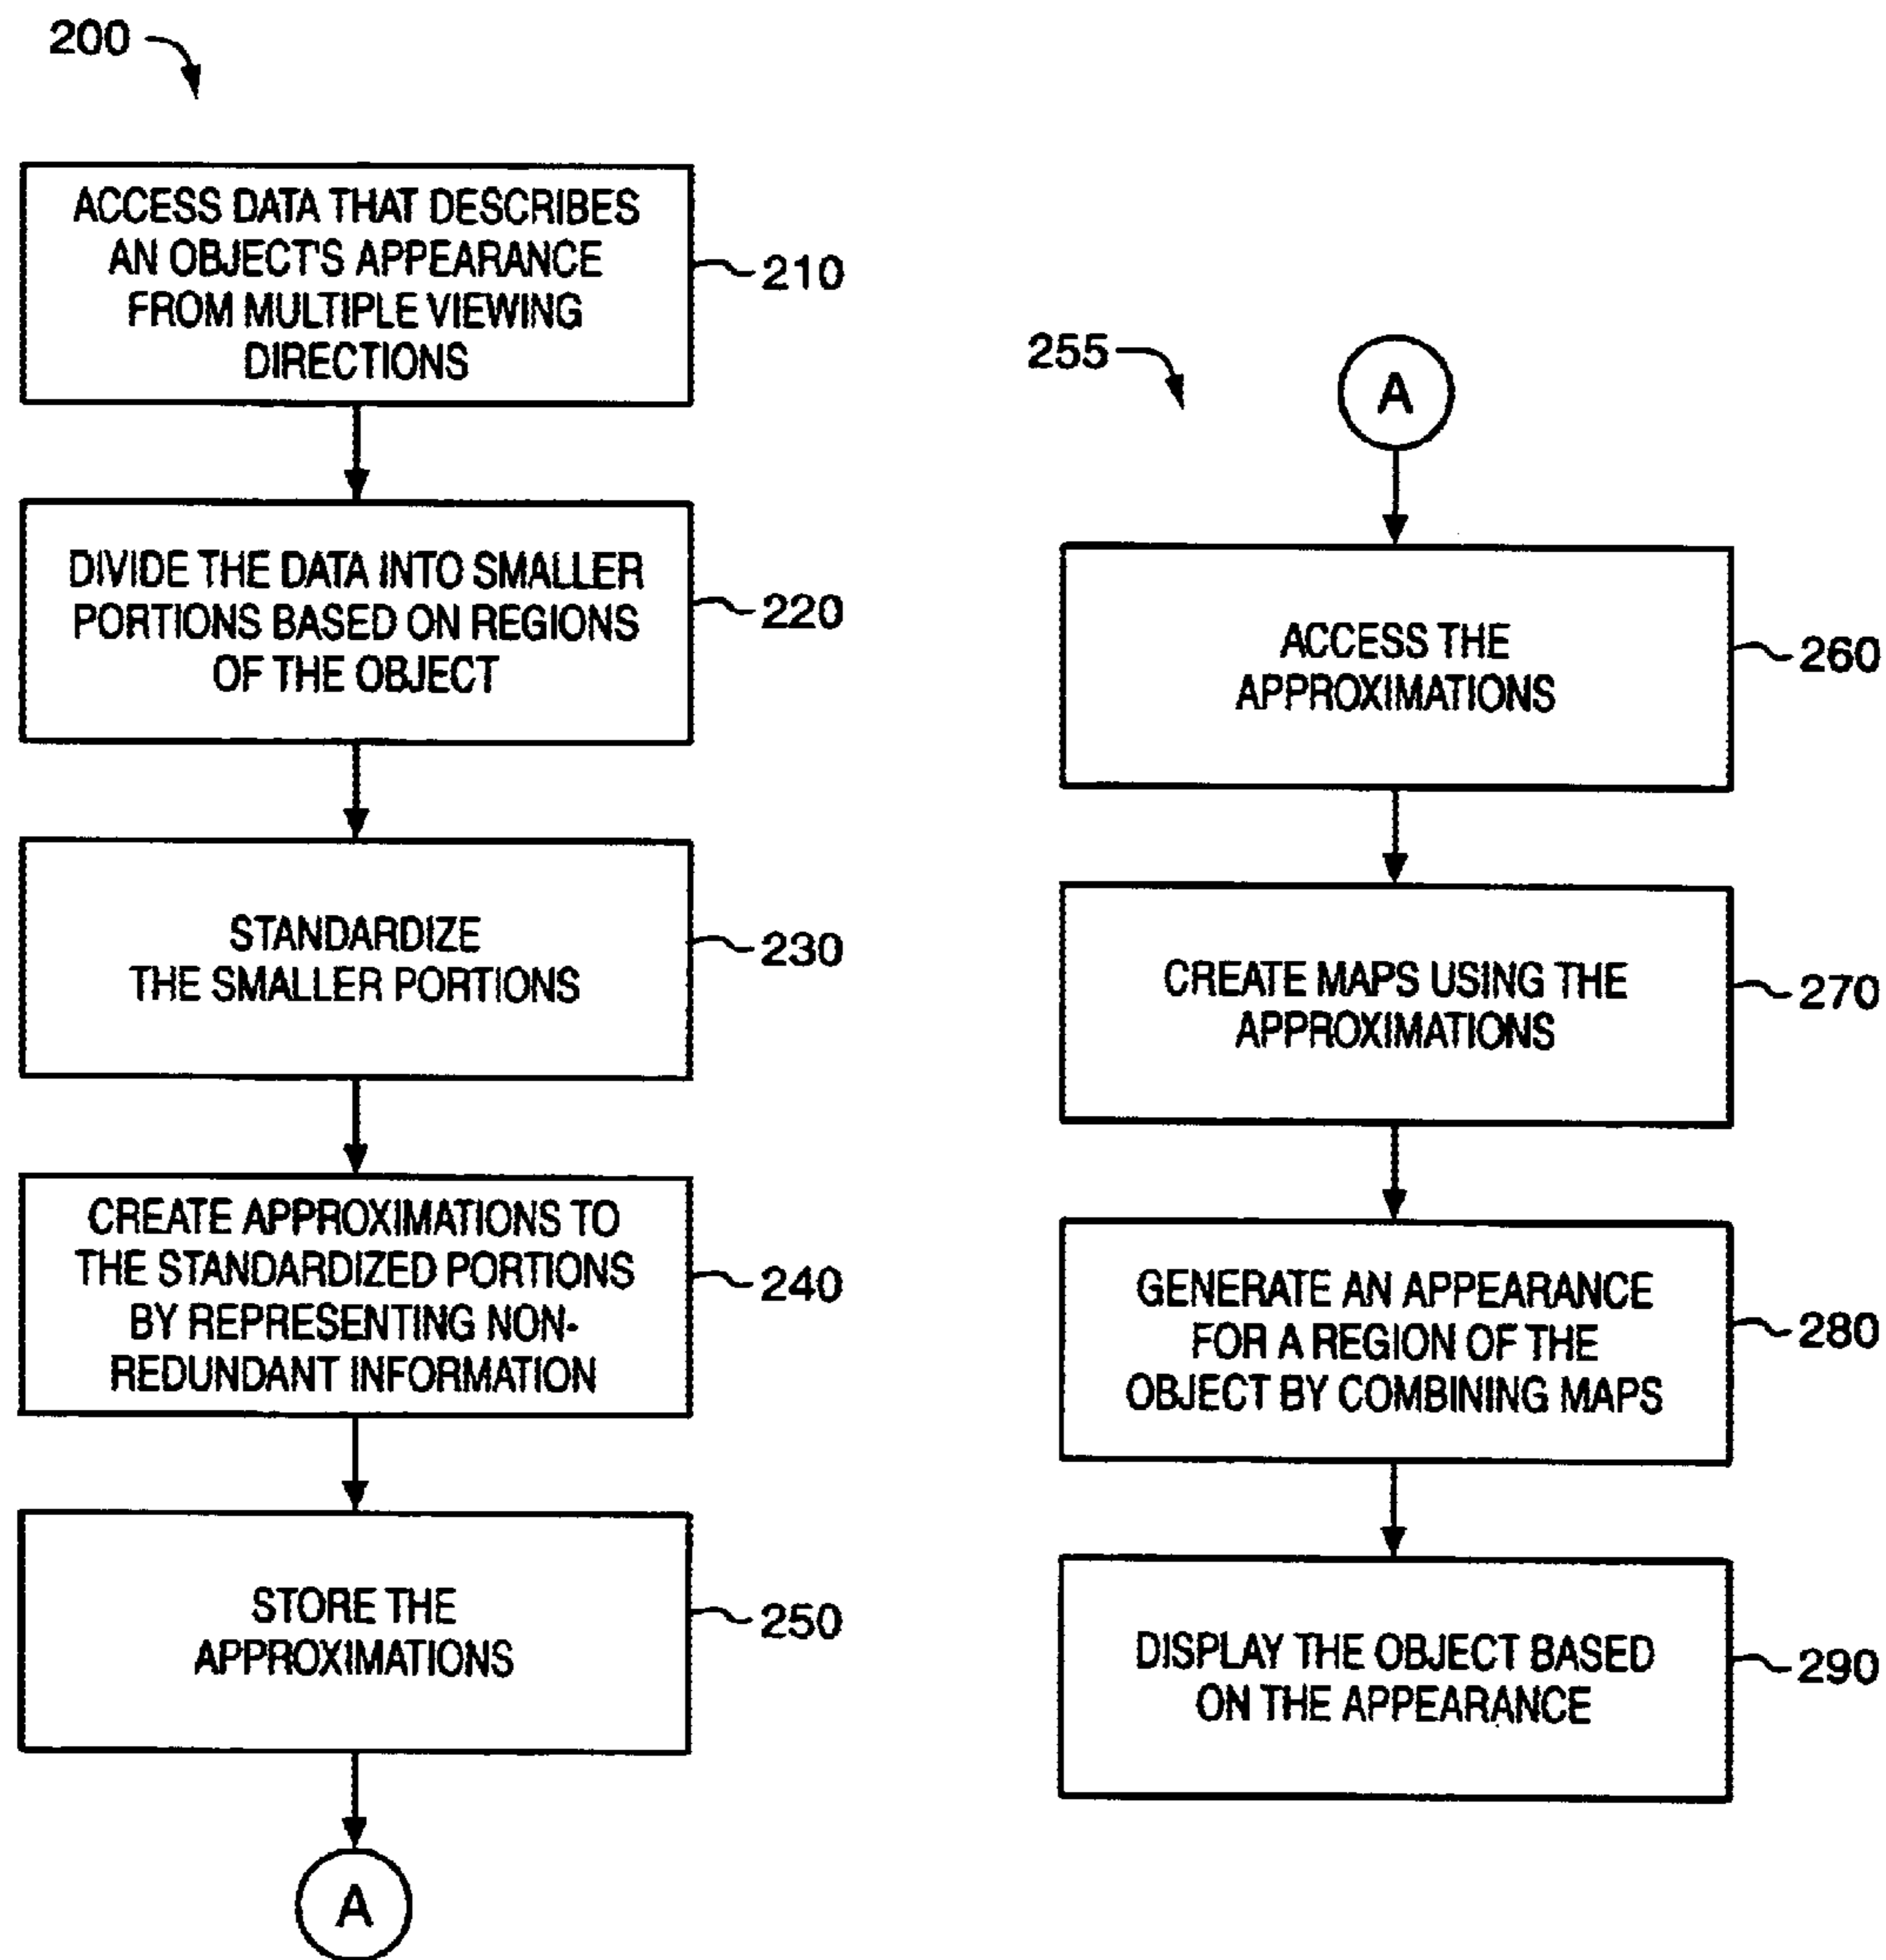 200
ACCESS DATA THAT DESCRIBES
AN OBJECT'S APPEARANCE
FROM MULTIPLE VIEWING
DIRECTIONS
210
DIVIDE THE DATA INTO SMALLER
PORTIONS BASED ON REGIONS
OF THE OBJECT
220
STANDARDIZE
THE SMALLER PORTIONS
230
CREATE APPROXIMATIONS TO
THE STANDARDIZED PORTIONS
BY REPRESENTING NON-
REDUNDANT INFORMATION
240
STORE THE
APPROXIMATIONS
250
A
255
A
ACCESS THE
APPROXIMATIONS
260
CREATE MAPS USING THE
APPROXIMATIONS
270
GENERATE AN APPEARANCE
FOR A REGION OF THE
OBJECT BY COMBINING MAPS
280
DISPLAY THE OBJECT BASED
ON THE APPEARANCE
290